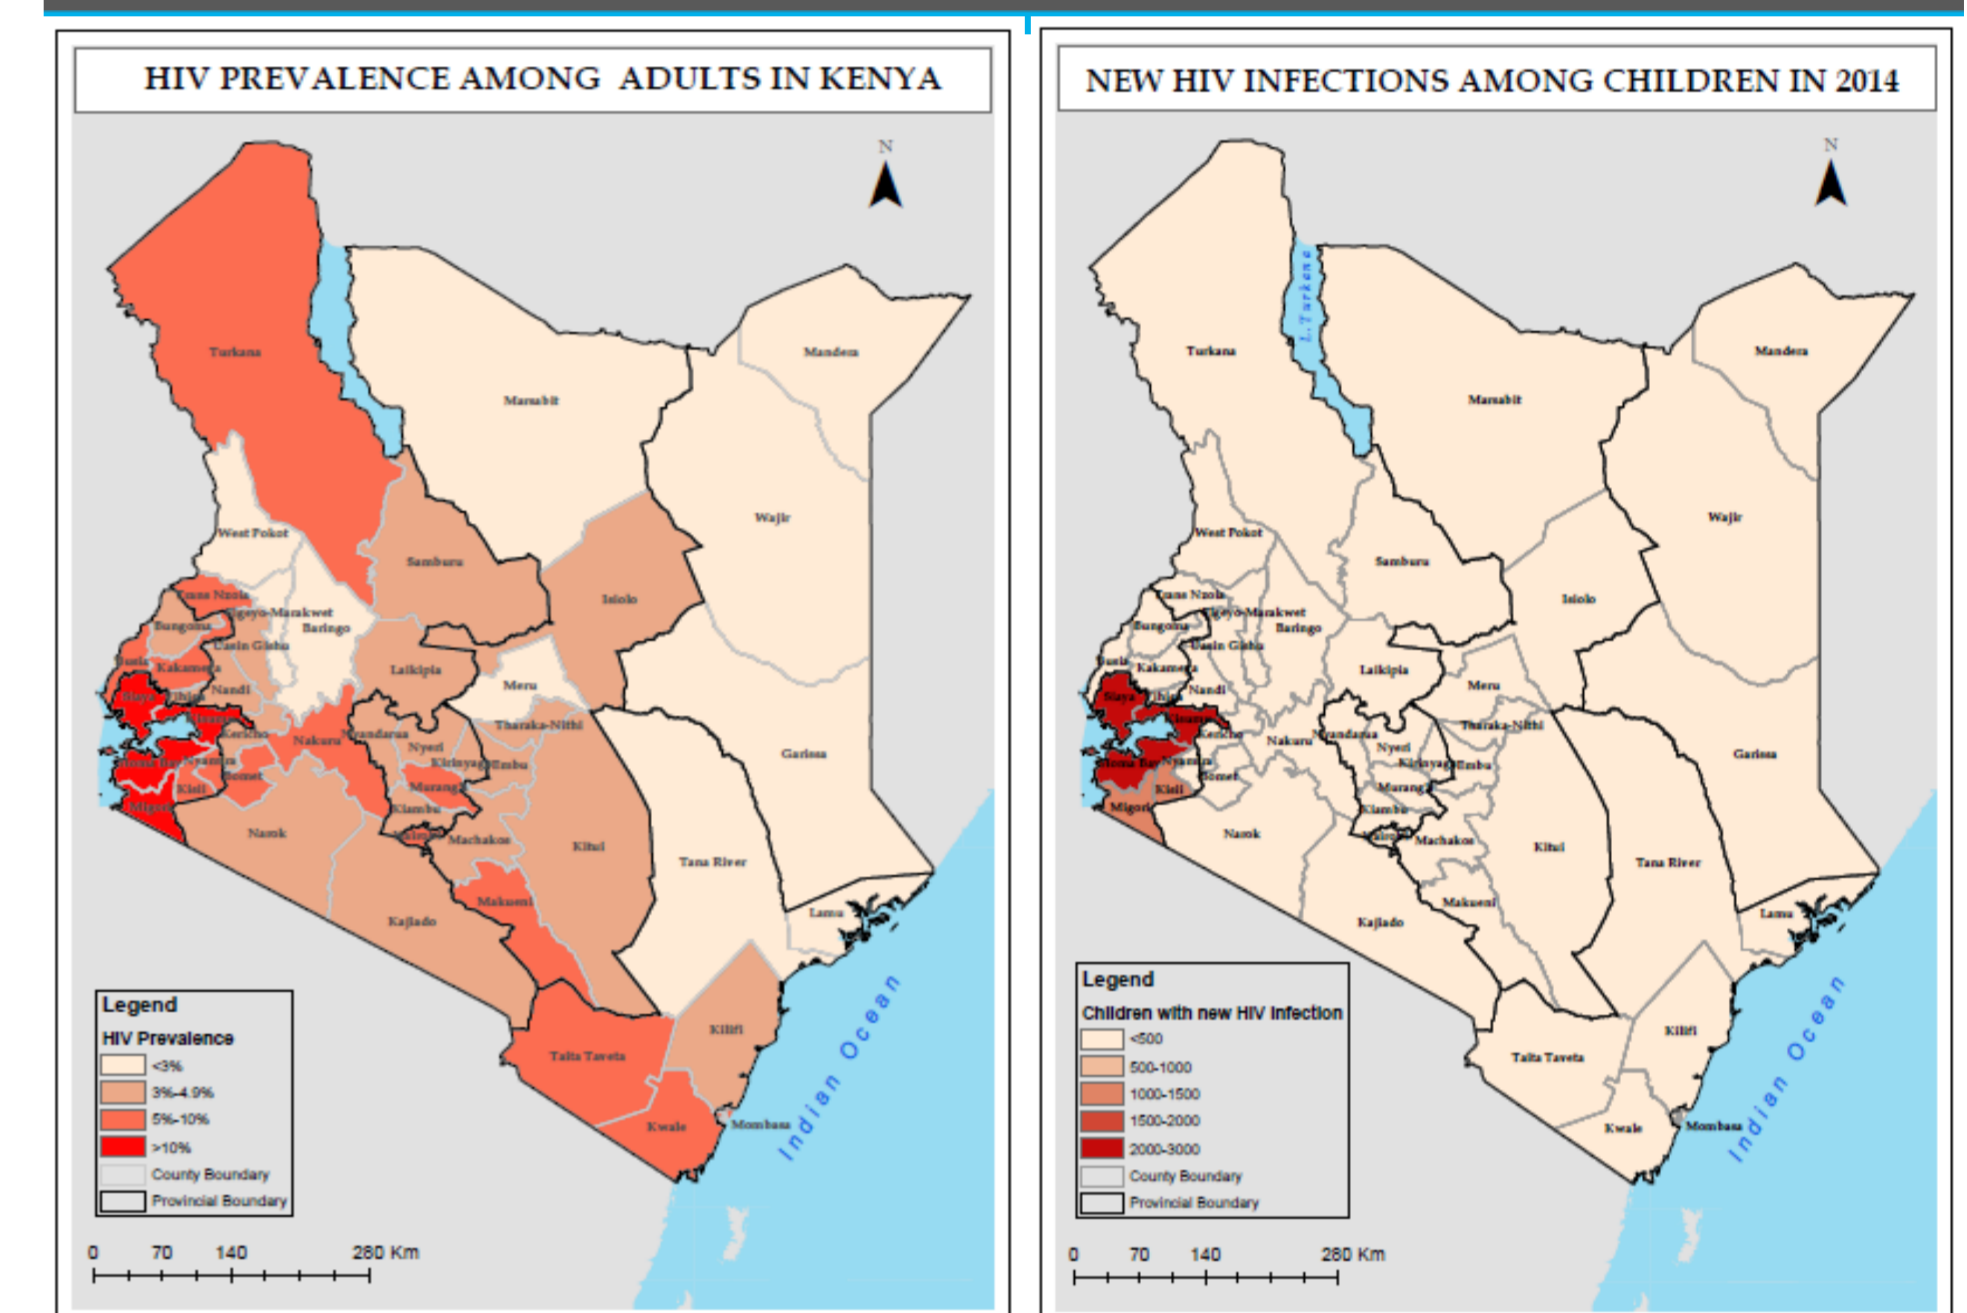 HIV PREVALENCE AMONG ADULTS IN KENYA
N
Turkana
Mandera
Marsabit
Wajir
West Pokot
Samburu
Isiolo
Trans Nzoia
Elgeyo-Marakwet
Bungoma
Baringo
Uasin Gishu
Busia
Kakamega
Laikipia
Meru
Siaya
Vihiga
Nandi
Kisumu
Tharaka-Nithi
Kericho
Nakuru
Nyandarua
Nyeri
Garissa
Homa Bay
Nyamira
Kirinyaga
Embu
Bomet
Kisii
Murang'a
Migori
Kiambu
Narok
Nairobi
Machakos
Kitui
Tana River
Makueni
Lamu
Kajiado
Kilifi
Taita Taveta
Kwale
Mombasa
Indian Ocean
Legend
HIV Prevalence
<3%
3%-4.9%
5%-10%
>10%
County Boundary
Provincial Boundary
0 70 140 280 Km
NEW HIV INFECTIONS AMONG CHILDREN IN 2014
N
L. Turkana
Turkana
Mandera
Marsabit
Wajir
West Pokot
Samburu
Isiolo
Trans Nzoia
Elgeyo-Marakwet
Bungoma
Baringo
Uasin Gishu
Busia
Kakamega
Laikipia
Meru
Siaya
Vihiga
Nandi
Kisumu
Tharaka-Nithi
Kericho
Nakuru
Nyandarua
Nyeri
Garissa
Homa Bay
Nyamira
Kirinyaga
Embu
Bomet
Kisii
Murang'a
Migori
Kiambu
Narok
Nairobi
Machakos
Kitui
Tana River
Makueni
Lamu
Kajiado
Kilifi
Taita Taveta
Kwale
Mombasa
Indian Ocean
Legend
Children with new HIV Infection
<500
500-1000
1000-1500
1500-2000
2000-3000
County Boundary
Provincial Boundary
0 70 140 280 Km